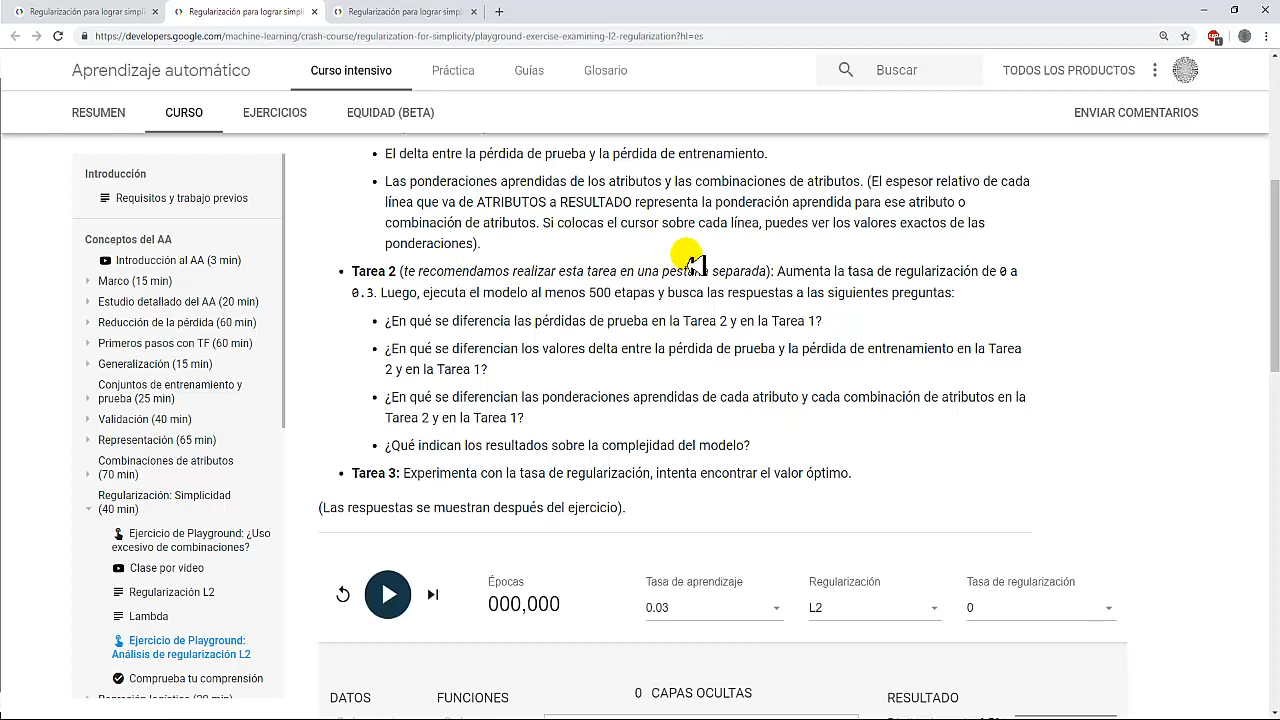 Regularización para lograr simpli
Regularización para lograr simpli
Regularización para lograr simpli
https://developers.google.com/machine-learning/crash-course/regularization-for-simplicity/playground-exercise-examining-l2-regularization?hl=es
Aprendizaje automático
Curso intensivo
Práctica
Guías
Glosario
Buscar
TODOS LOS PRODUCTOS
RESUMEN
CURSO
EJERCICIOS
EQUIDAD (BETA)
ENVIAR COMENTARIOS
Introducción
Requisitos y trabajo previos
Conceptos del AA
Introducción al AA (3 min)
Marco (15 min)
Estudio detallado del AA (20 min)
Reducción de la pérdida (60 min)
Primeros pasos con TF (60 min)
Generalización (15 min)
Conjuntos de entrenamiento y
prueba (25 min)
Validación (40 min)
Representación (65 min)
Combinaciones de atributos
(70 min)
Regularización: Simplicidad
(40 min)
Ejercicio de Playground: ¿Uso
excesivo de combinaciones?
Clase por video
Regularización L2
Lambda
Ejercicio de Playground:
Análisis de regularización L2
Comprueba tu comprensión
• El delta entre la pérdida de prueba y la pérdida de entrenamiento.
• Las ponderaciones aprendidas de los atributos y las combinaciones de atributos. (El espesor relativo de cada
línea que va de ATRIBUTOS a RESULTADO representa la ponderación aprendida para ese atributo o
combinación de atributos. Si colocas el cursor sobre cada línea, puedes ver los valores exactos de las
ponderaciones).
• Tarea 2 (te recomendamos realizar esta tarea en una pestaña separada): Aumenta la tasa de regularización de 0 a
0.3. Luego, ejecuta el modelo al menos 500 etapas y busca las respuestas a las siguientes preguntas:
• ¿En qué se diferencia las pérdidas de prueba en la Tarea 2 y en la Tarea 1?
• ¿En qué se diferencian los valores delta entre la pérdida de prueba y la pérdida de entrenamiento en la Tarea
2 y en la Tarea 1?
• ¿En qué se diferencian las ponderaciones aprendidas de cada atributo y cada combinación de atributos en la
Tarea 2 y en la Tarea 1?
• ¿Qué indican los resultados sobre la complejidad del modelo?
• Tarea 3: Experimenta con la tasa de regularización, intenta encontrar el valor óptimo.
(Las respuestas se muestran después del ejercicio).
Épocas
000,000
Tasa de aprendizaje
0.03
Regularización
L2
Tasa de regularización
0
DATOS
FUNCIONES
0 CAPAS OCULTAS
RESULTADO